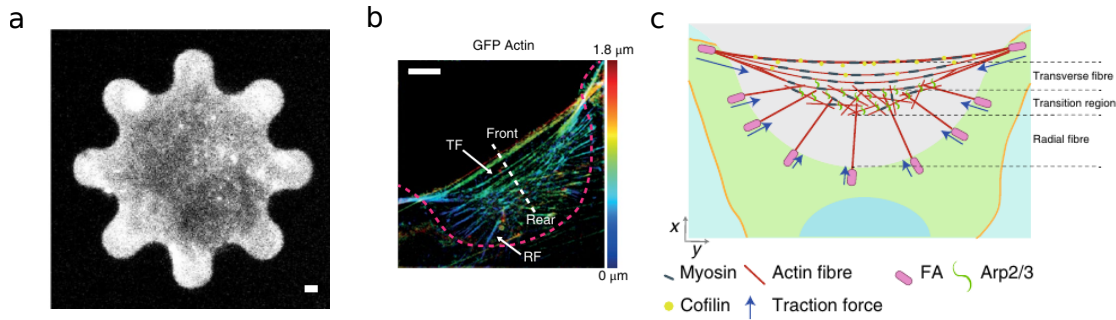 a
b
GFP Actin
1.8 μm
Front
TF
Rear
RF
0 μm
c
Transverse fibre
Transition region
Radial fibre
x
y
Myosin
Actin fibre
FA
Arp2/3
Cofilin
Traction force